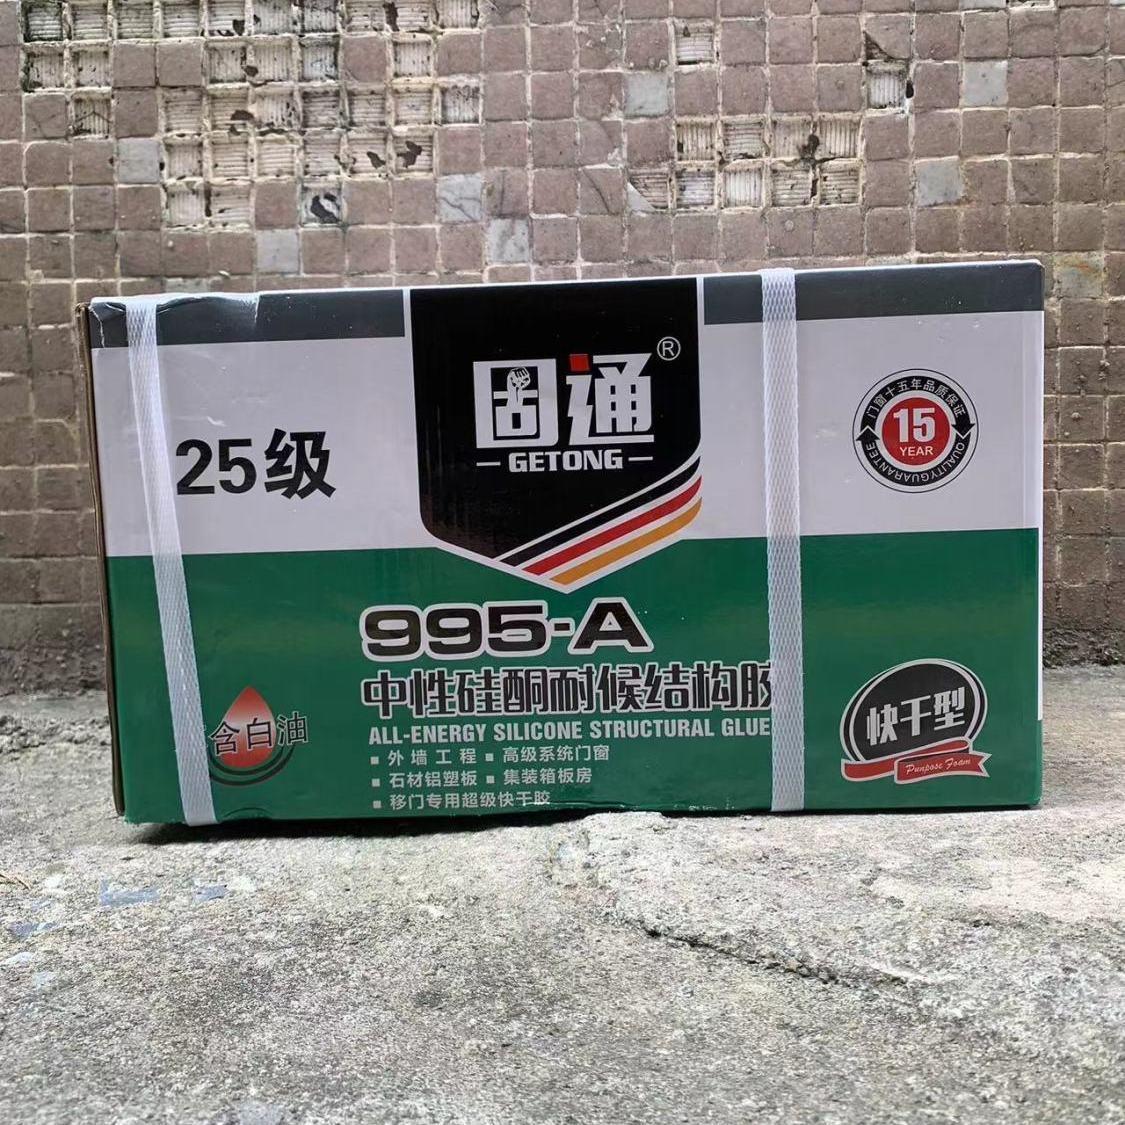 固通®
GETONG
25级
门窗十五年品质保证
15
YEAR
QUALITYGUARANTEE
995-A
中性硅酮耐候结构胶
ALL-ENERGY SILICONE STRUCTURAL GLUE
含白油
外墙工程 高级系统门窗
石材铝塑板 集装箱板房
移门专用超级快干胶
快干型
Punpose Foam